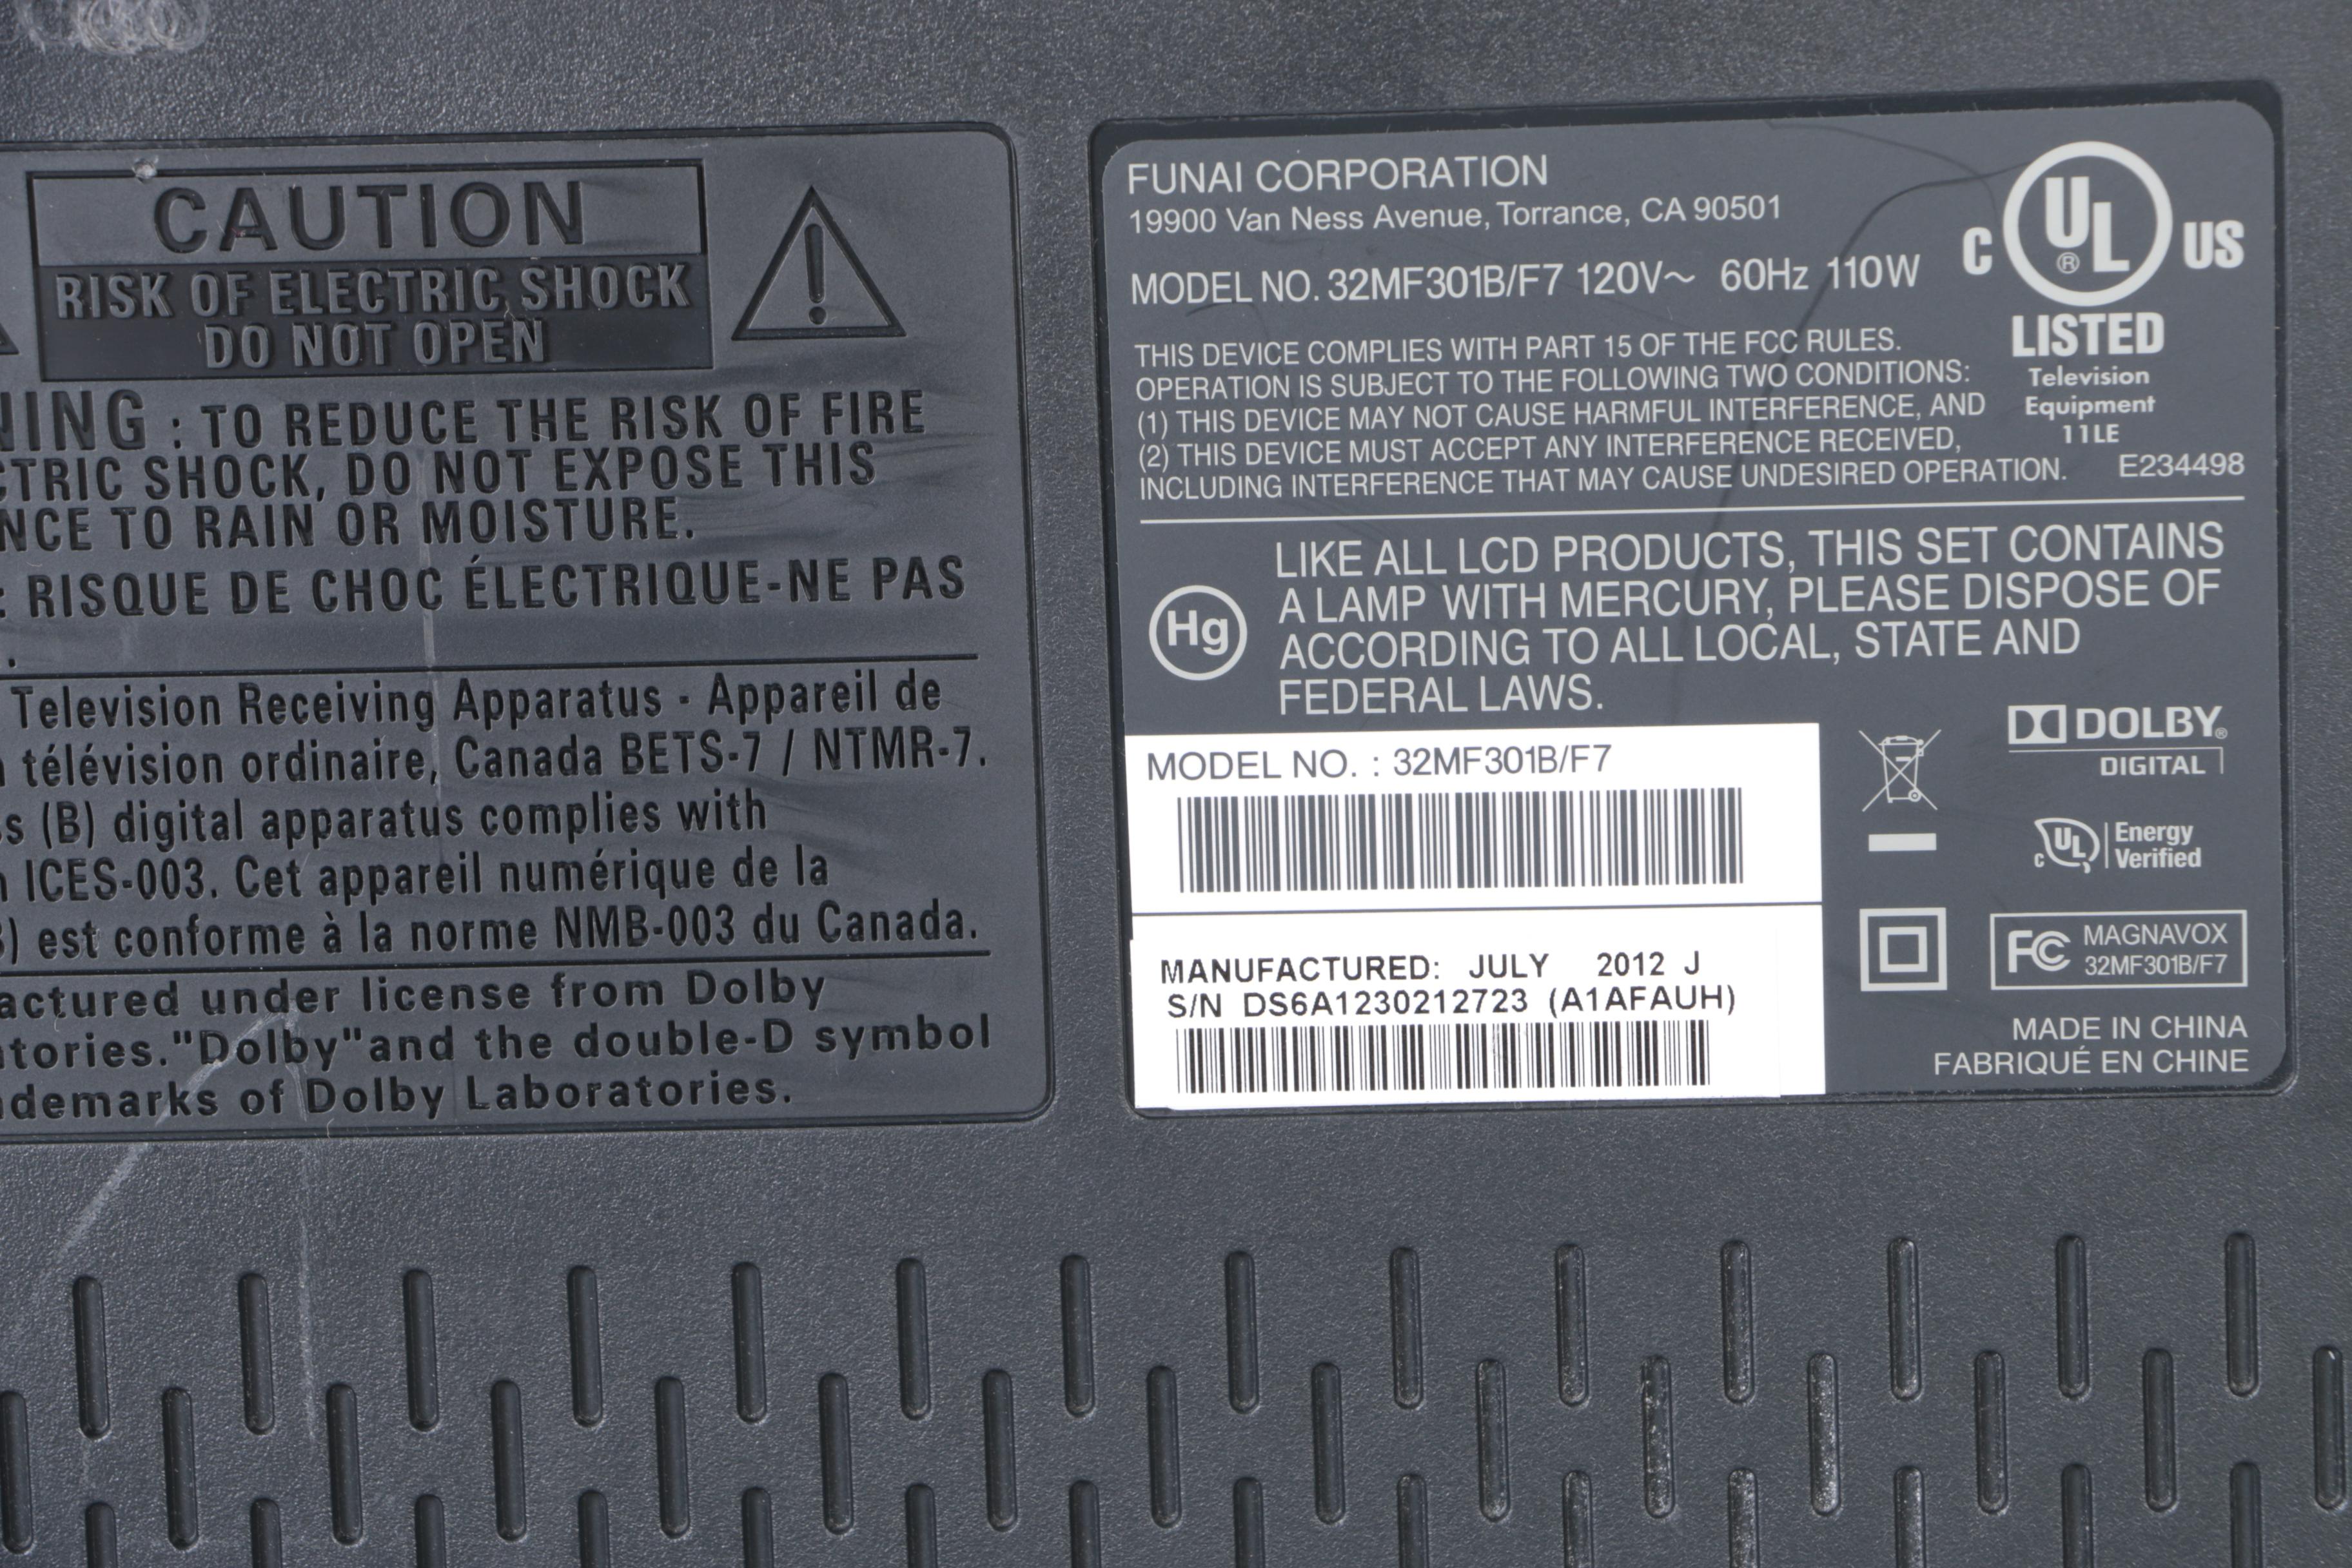 CAUTION
RISK OF ELECTRIC SHOCK
DO NOT OPEN
NING : TO REDUCE THE RISK OF FIRE
CTRIC SHOCK, DO NOT EXPOSE THIS
NCE TO RAIN OR MOISTURE.
: RISQUE DE CHOC ÉLECTRIQUE-NE PAS
.
Television Receiving Apparatus - Appareil de
télévision ordinaire, Canada BETS-7 / NTMR-7.
s (B) digital apparatus complies with
ICES-003. Cet appareil numérique de la
) est conforme à la norme NMB-003 du Canada.
actured under license from Dolby
tories."Dolby"and the double-D symbol
demarks of Dolby Laboratories.
FUNAI CORPORATION
19900 Van Ness Avenue, Torrance, CA 90501
MODEL NO. 32MF301B/F7 120V~ 60Hz 110W
THIS DEVICE COMPLIES WITH PART 15 OF THE FCC RULES.
OPERATION IS SUBJECT TO THE FOLLOWING TWO CONDITIONS:
(1) THIS DEVICE MAY NOT CAUSE HARMFUL INTERFERENCE, AND
(2) THIS DEVICE MUST ACCEPT ANY INTERFERENCE RECEIVED,
INCLUDING INTERFERENCE THAT MAY CAUSE UNDESIRED OPERATION.
C UL® US
LISTED
Television
Equipment
11LE
E234498
Hg
LIKE ALL LCD PRODUCTS, THIS SET CONTAINS
A LAMP WITH MERCURY, PLEASE DISPOSE OF
ACCORDING TO ALL LOCAL, STATE AND
FEDERAL LAWS.
MODEL NO. : 32MF301B/F7
MANUFACTURED: JULY 2012 J
S/N DS6A1230212723 (A1AFAUH)
DOLBY®
DIGITAL
c UL Energy
Verified
FC MAGNAVOX
32MF301B/F7
MADE IN CHINA
FABRIQUÉ EN CHINE